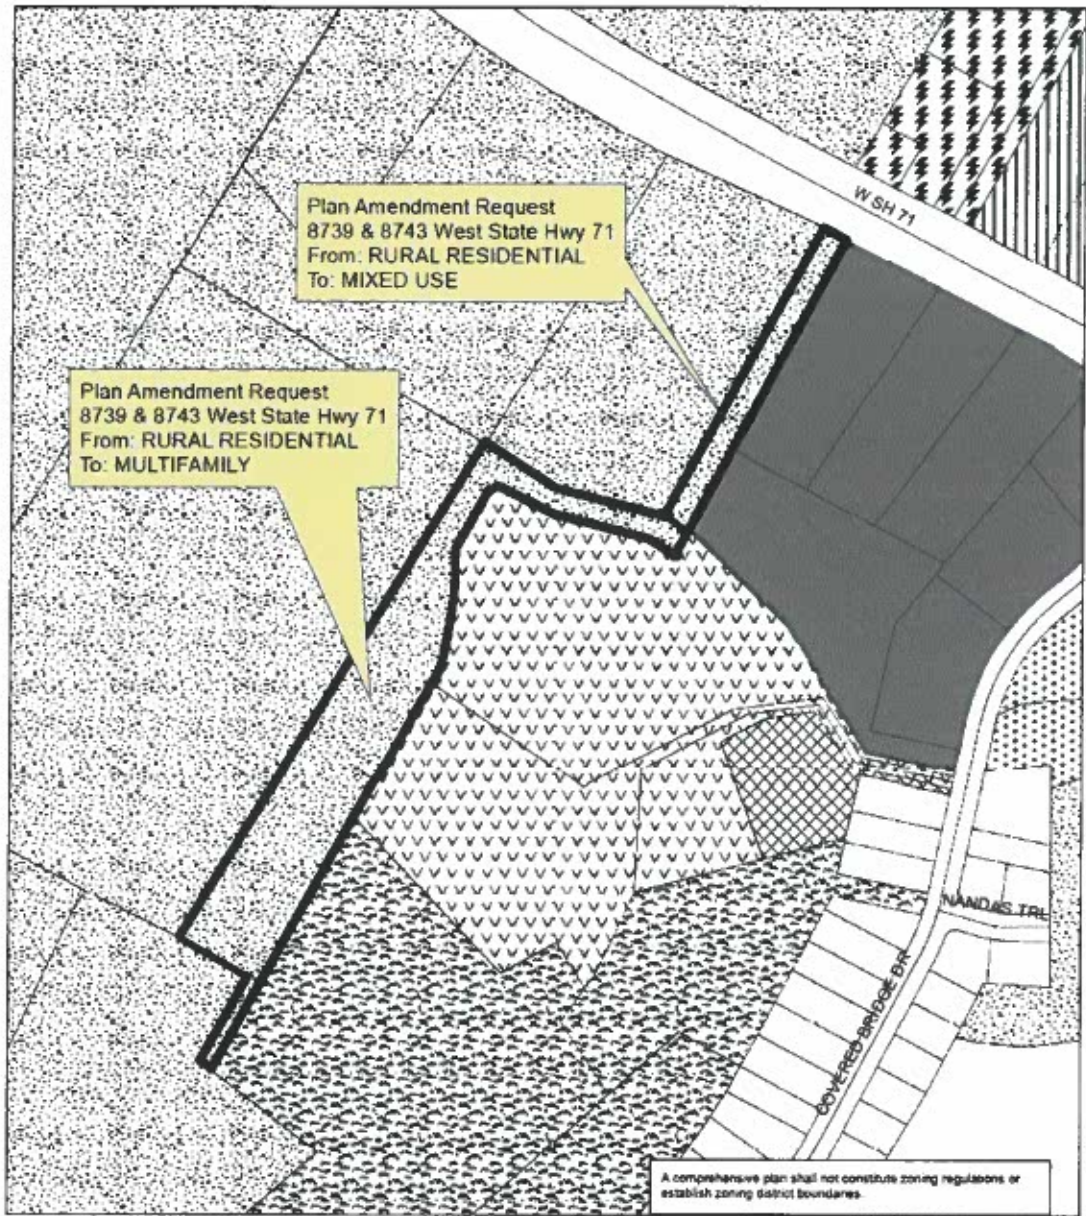 W SH 71
Plan Amendment Request
8739 & 8743 West State Hwy 71
From: RURAL RESIDENTIAL
To: MIXED USE
Plan Amendment Request
8739 & 8743 West State Hwy 71
From: RURAL RESIDENTIAL
To: MULTIFAMILY
NANDAS TRL
COVERED BRIDGE DR
A comprehensive plan shall not constitute zoning regulations or
establish zoning district boundaries.